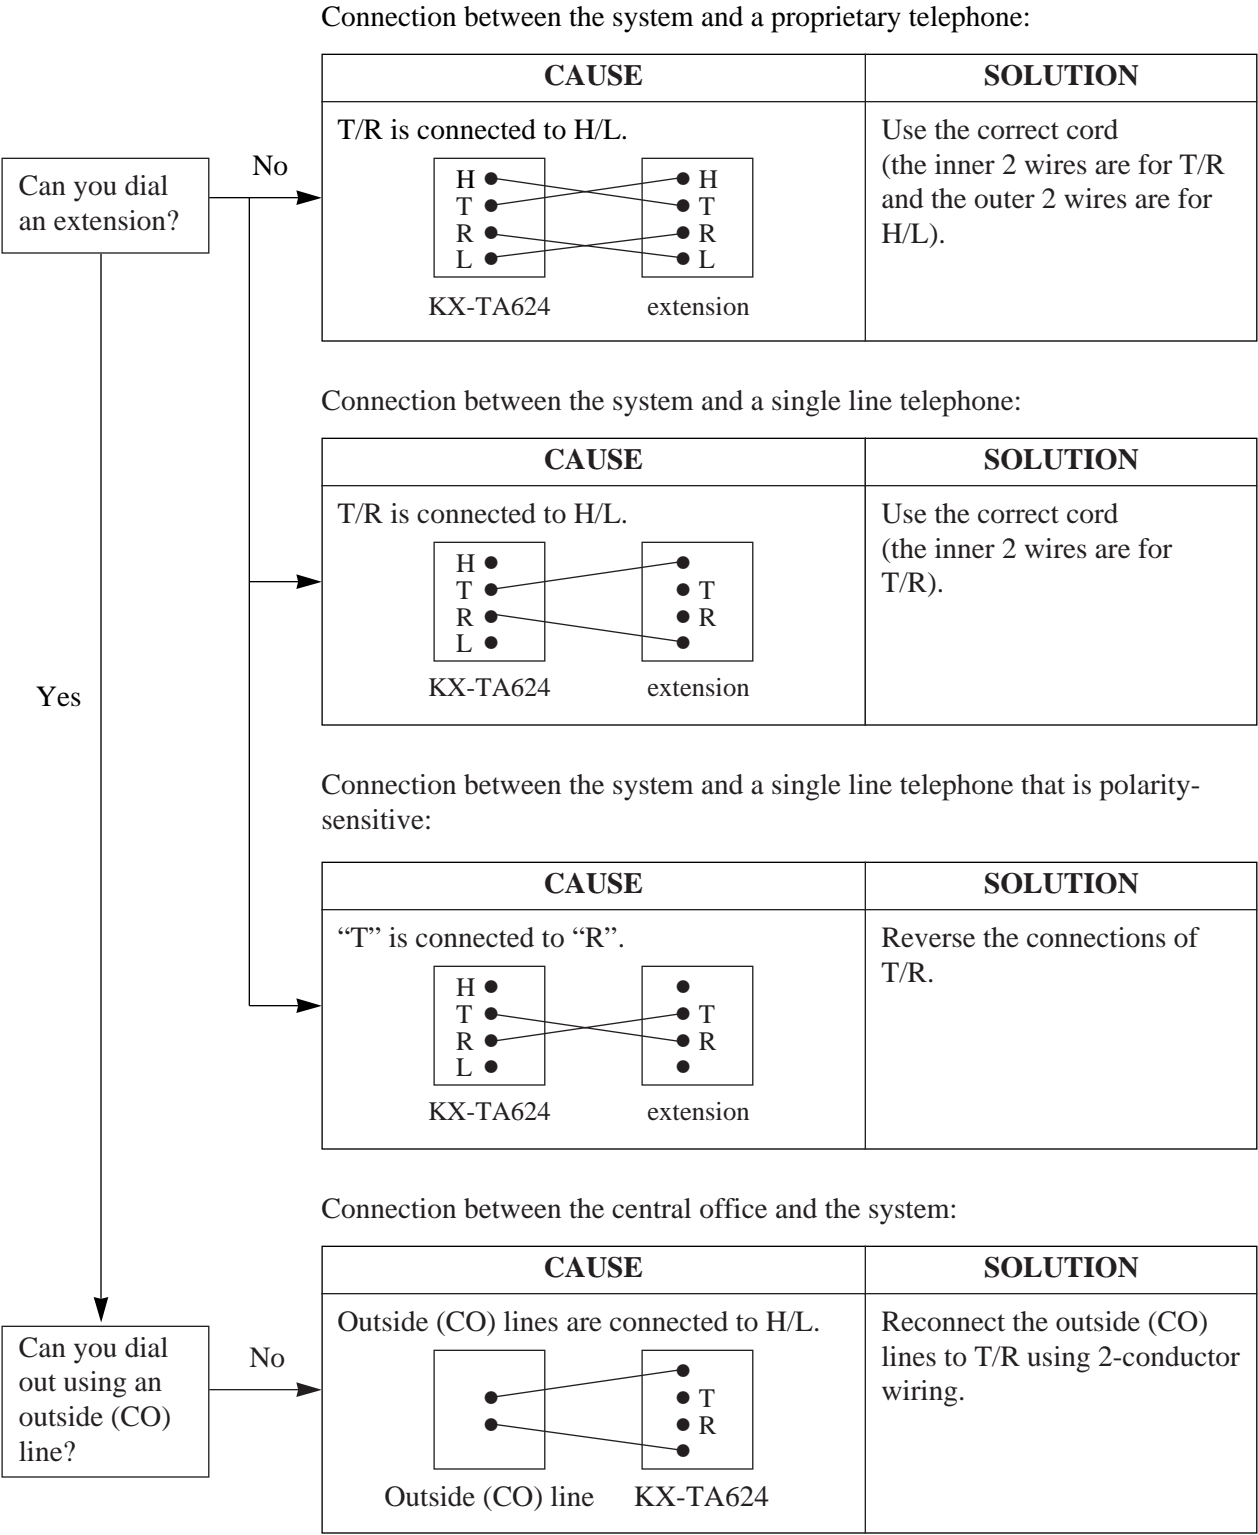 Connection between the system and a proprietary telephone:
CAUSE
SOLUTION
T/R is connected to H/L.
H
T
R
L
H
T
R
L
KX-TA624
extension
Use the correct cord
(the inner 2 wires are for T/R
and the outer 2 wires are for
H/L).
Can you dial
an extension?
No
Connection between the system and a single line telephone:
CAUSE
SOLUTION
T/R is connected to H/L.
H
T
R
L
T
R
KX-TA624
extension
Use the correct cord
(the inner 2 wires are for
T/R).
Yes
Connection between the system and a single line telephone that is polarity-
sensitive:
CAUSE
SOLUTION
“T” is connected to “R”.
H
T
R
L
T
R
KX-TA624
extension
Reverse the connections of
T/R.
Connection between the central office and the system:
CAUSE
SOLUTION
Can you dial
out using an
outside (CO)
line?
No
Outside (CO) lines are connected to H/L.
T
R
Outside (CO) line
KX-TA624
Reconnect the outside (CO)
lines to T/R using 2-conductor
wiring.